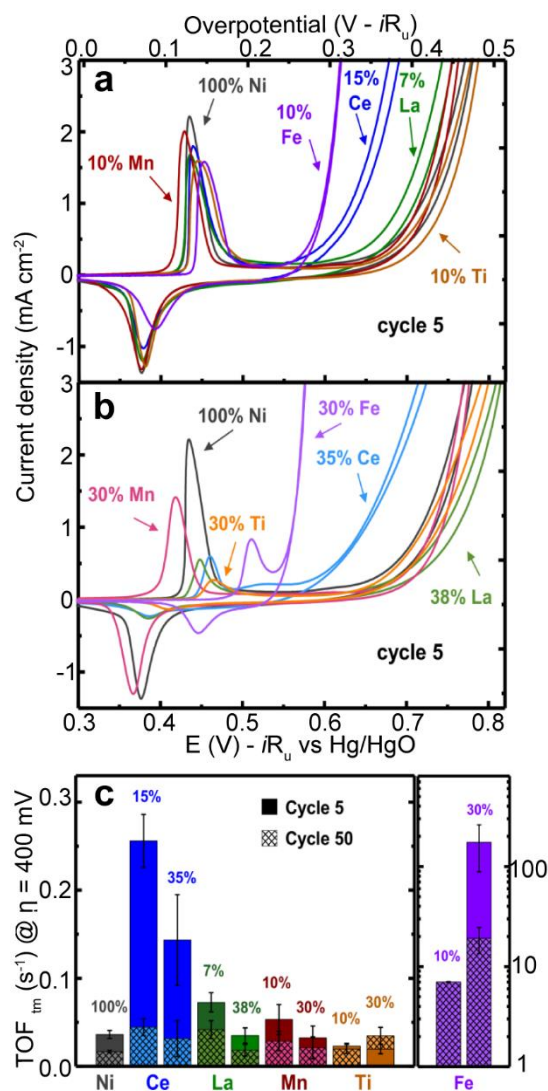 Overpotential (V - iRᵤ)
0.0 0.1 0.2 0.3 0.4 0.5
3
a
100% Ni
15%
Ce
7%
La
10%
Fe
2
10% Mn
1
0
10% Ti
-1
cycle 5
Current density (mA cm⁻²)
3
b
100% Ni
30% Fe
35% Ce
2
30% Mn
30% Ti
1
0
38% La
-1
cycle 5
0.3 0.4 0.5 0.6 0.7 0.8
E (V) - iRᵤ vs Hg/HgO
c
TOF tm (s⁻¹) @ η = 400 mV
0.3
0.2
0.1
0.0
15%
35%
Cycle 5
Cycle 50
100%
7%
38%
10%
30%
10%
30%
30%
10%
100
10
1
Ni Ce La Mn Ti Fe